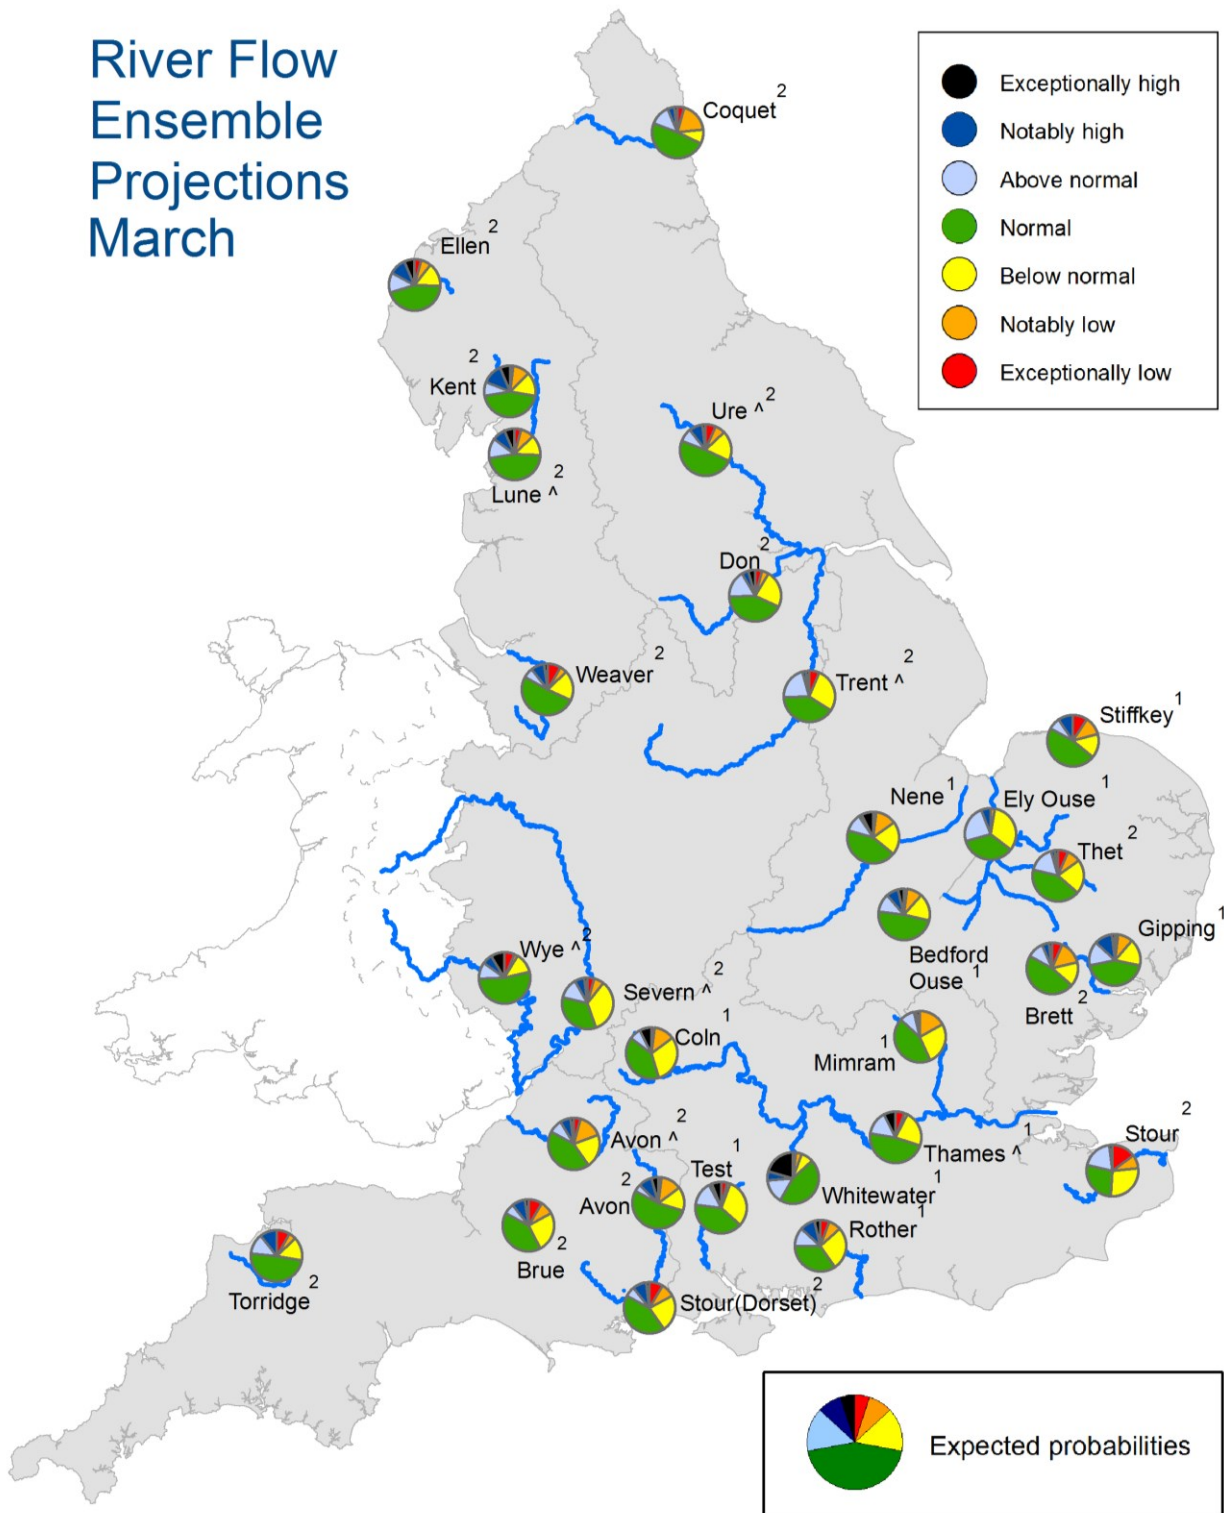 River Flow
Ensemble
Projections
March
Exceptionally high
Notably high
Above normal
Normal
Below normal
Notably low
Exceptionally low
Coquet 2
Ellen 2
Kent 2
Lune ^ 2
Ure ^ 2
Don 2
Weaver 2
Trent ^ 2
Stiffkey 1
Nene 1
Ely Ouse 1
Thet 2
Bedford
Ouse 1
Gipping 1
Brett 2
Wye ^ 2
Severn ^ 2
Coln 1
Mimram 1
Avon ^ 2
Test 1
Thames ^ 1
Stour 2
Avon 2
Whitewater 1
Rother 1
Brue 2
Torridge 2
Stour(Dorset) 2
Expected probabilities